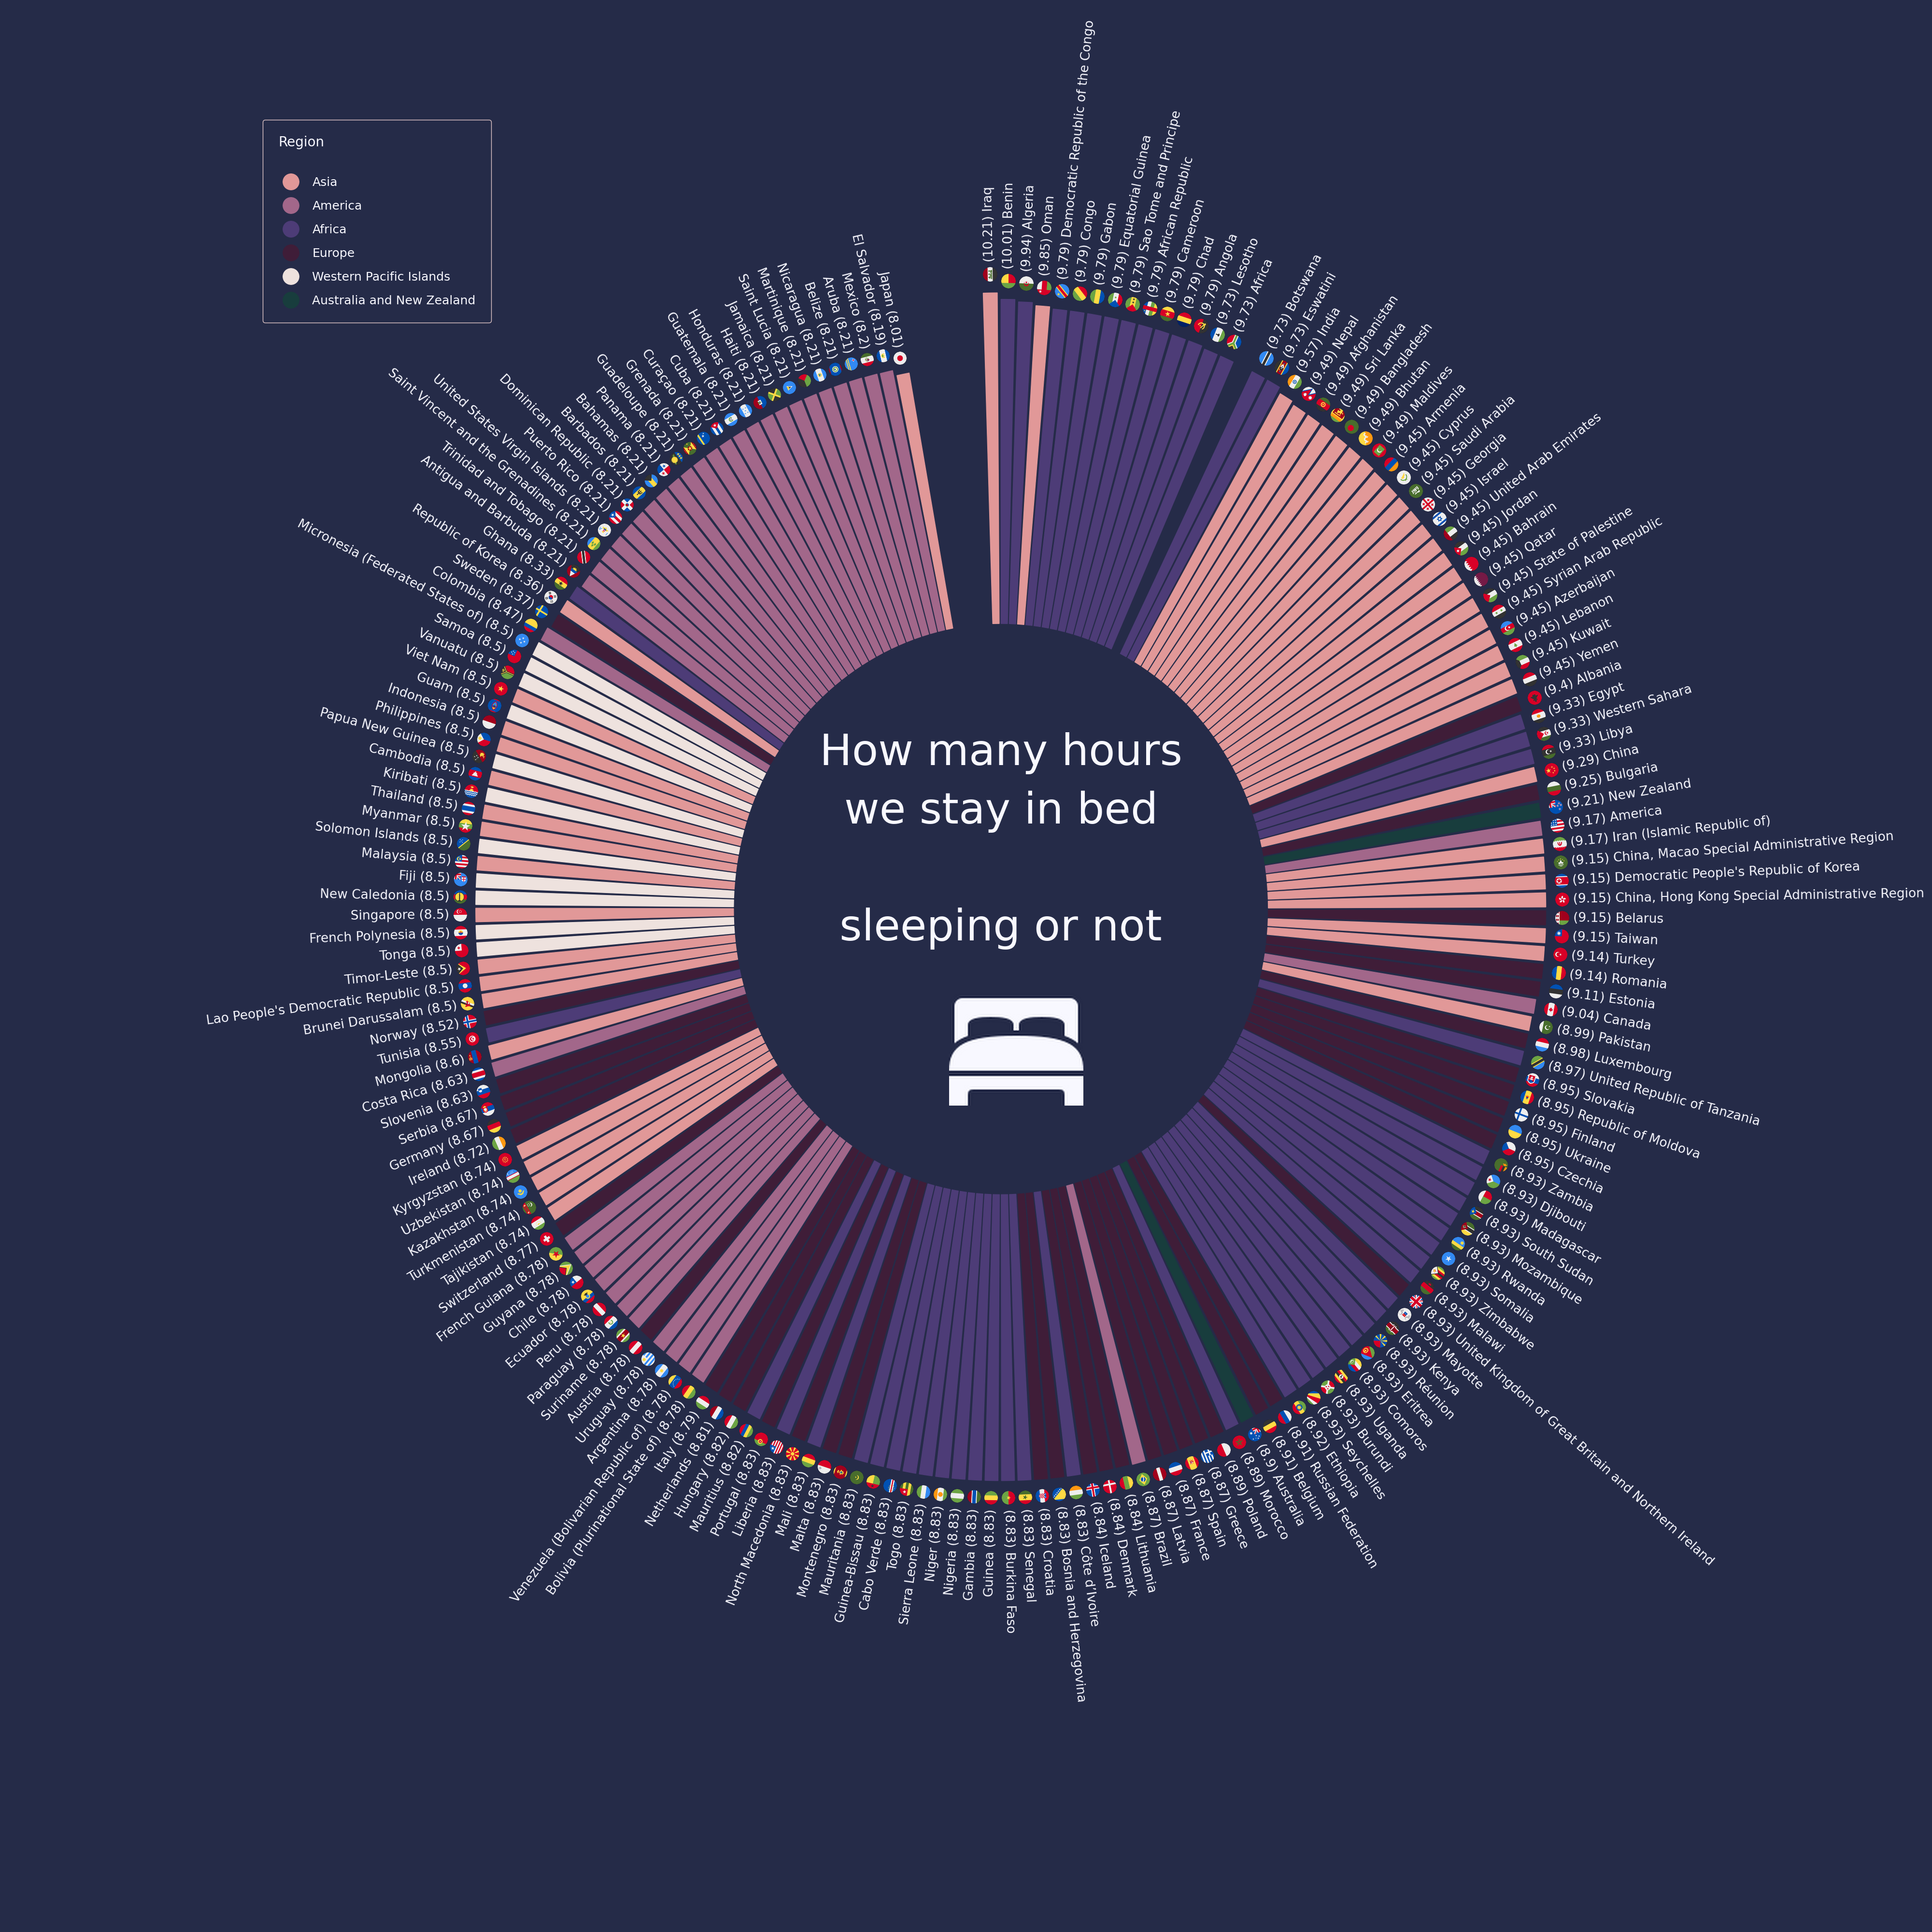 Region
Asia
America
Africa
Europe
Western Pacific Islands
Australia and New Zealand
How many hours
we stay in bed
sleeping or not
(10.21) Iraq
(10.01) Benin
(9.94) Algeria
(9.85) Oman
(9.79) Democratic Republic of the Congo
(9.79) Congo
(9.79) Gabon
(9.79) Equatorial Guinea
(9.79) Sao Tome and Principe
(9.79) African Republic
(9.79) Cameroon
(9.79) Chad
(9.79) Angola
(9.73) Lesotho
(9.73) Africa
(9.73) Botswana
(9.73) Eswatini
(9.57) India
(9.49) Nepal
(9.49) Afghanistan
(9.49) Sri Lanka
(9.49) Bangladesh
(9.49) Bhutan
(9.49) Maldives
(9.45) Armenia
(9.45) Cyprus
(9.45) Saudi Arabia
(9.45) Georgia
(9.45) Israel
(9.45) United Arab Emirates
(9.45) Jordan
(9.45) Bahrain
(9.45) Qatar
(9.45) State of Palestine
(9.45) Syrian Arab Republic
(9.45) Azerbaijan
(9.45) Lebanon
(9.45) Kuwait
(9.45) Yemen
(9.4) Albania
(9.33) Egypt
(9.33) Western Sahara
(9.33) Libya
(9.29) China
(9.25) Bulgaria
(9.21) New Zealand
(9.17) America
(9.17) Iran (Islamic Republic of)
(9.15) China, Macao Special Administrative Region
(9.15) Democratic People's Republic of Korea
(9.15) China, Hong Kong Special Administrative Region
(9.15) Belarus
(9.15) Taiwan
(9.14) Turkey
(9.14) Romania
(9.11) Estonia
(9.04) Canada
(8.99) Pakistan
(8.98) Luxembourg
(8.97) United Republic of Tanzania
(8.95) Slovakia
(8.95) Republic of Moldova
(8.95) Finland
(8.95) Ukraine
(8.95) Czechia
(8.93) Zambia
(8.93) Djibouti
(8.93) Madagascar
(8.93) South Sudan
(8.93) Mozambique
(8.93) Rwanda
(8.93) Somalia
(8.93) Zimbabwe
(8.93) Malawi
(8.93) United Kingdom of Great Britain and Northern Ireland
(8.93) Mayotte
(8.93) Kenya
(8.93) Réunion
(8.93) Eritrea
(8.93) Comoros
(8.93) Uganda
(8.93) Burundi
(8.93) Seychelles
(8.92) Ethiopia
(8.91) Russian Federation
(8.91) Belgium
(8.9) Australia
(8.89) Morocco
(8.89) Poland
(8.87) Greece
(8.87) Spain
(8.87) France
(8.87) Latvia
(8.87) Brazil
(8.84) Lithuania
(8.84) Denmark
(8.84) Iceland
(8.83) Côte d'Ivoire
(8.83) Bosnia and Herzegovina
(8.83) Croatia
(8.83) Senegal
(8.83) Burkina Faso
Guinea (8.83)
Gambia (8.83)
Nigeria (8.83)
Niger (8.83)
Sierra Leone (8.83)
Togo (8.83)
Cabo Verde (8.83)
Guinea-Bissau (8.83)
Mauritania (8.83)
Montenegro (8.83)
Malta (8.83)
Mali (8.83)
North Macedonia (8.83)
Liberia (8.83)
Portugal (8.83)
Mauritius (8.82)
Hungary (8.82)
Netherlands (8.81)
Italy (8.79)
Bolivia (Plurinational State of) (8.78)
Venezuela (Bolivarian Republic of) (8.78)
Argentina (8.78)
Uruguay (8.78)
Austria (8.78)
Suriname (8.78)
Paraguay (8.78)
Peru (8.78)
Ecuador (8.78)
Chile (8.78)
Guyana (8.78)
French Guiana (8.78)
Switzerland (8.77)
Tajikistan (8.74)
Turkmenistan (8.74)
Kazakhstan (8.74)
Uzbekistan (8.74)
Kyrgyzstan (8.74)
Ireland (8.72)
Germany (8.67)
Serbia (8.67)
Slovenia (8.63)
Costa Rica (8.63)
Mongolia (8.6)
Tunisia (8.55)
Norway (8.52)
Brunei Darussalam (8.5)
Lao People's Democratic Republic (8.5)
Timor-Leste (8.5)
Tonga (8.5)
French Polynesia (8.5)
Singapore (8.5)
New Caledonia (8.5)
Fiji (8.5)
Malaysia (8.5)
Solomon Islands (8.5)
Myanmar (8.5)
Thailand (8.5)
Kiribati (8.5)
Cambodia (8.5)
Papua New Guinea (8.5)
Philippines (8.5)
Indonesia (8.5)
Guam (8.5)
Viet Nam (8.5)
Vanuatu (8.5)
Samoa (8.5)
Micronesia (Federated States of) (8.5)
Colombia (8.47)
Sweden (8.37)
Republic of Korea (8.36)
Ghana (8.33)
Antigua and Barbuda (8.21)
Trinidad and Tobago (8.21)
Saint Vincent and the Grenadines (8.21)
United States Virgin Islands (8.21)
Puerto Rico (8.21)
Dominican Republic (8.21)
Barbados (8.21)
Bahamas (8.21)
Panama (8.21)
Guadeloupe (8.21)
Grenada (8.21)
Curaçao (8.21)
Cuba (8.21)
Guatemala (8.21)
Honduras (8.21)
Haiti (8.21)
Jamaica (8.21)
Saint Lucia (8.21)
Martinique (8.21)
Nicaragua (8.21)
Belize (8.21)
Aruba (8.21)
Mexico (8.2)
El Salvador (8.19)
Japan (8.01)